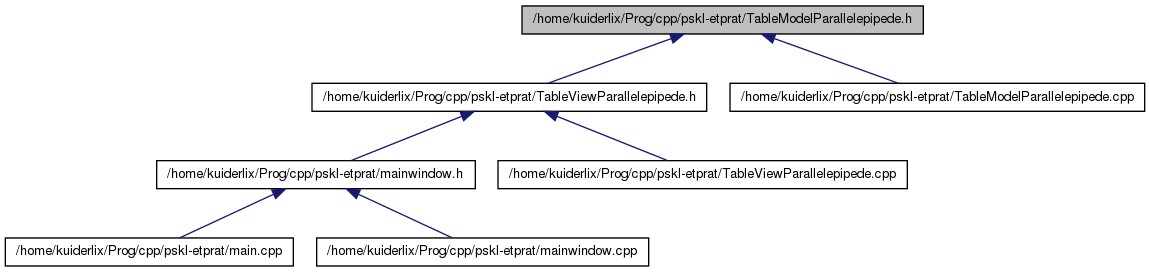 /home/kuiderlix/Prog/cpp/pskl-etprat/TableModelParallelepipede.h
/home/kuiderlix/Prog/cpp/pskl-etprat/TableViewParallelepipede.h
/home/kuiderlix/Prog/cpp/pskl-etprat/TableModelParallelepipede.cpp
/home/kuiderlix/Prog/cpp/pskl-etprat/mainwindow.h
/home/kuiderlix/Prog/cpp/pskl-etprat/TableViewParallelepipede.cpp
/home/kuiderlix/Prog/cpp/pskl-etprat/main.cpp
/home/kuiderlix/Prog/cpp/pskl-etprat/mainwindow.cpp